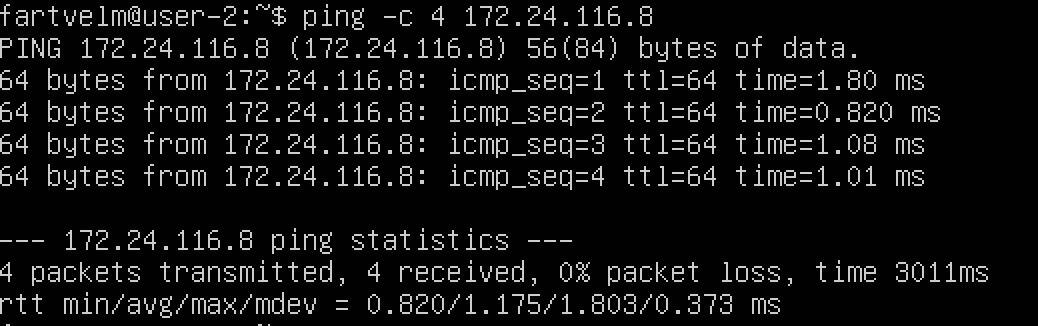 fartvelm@user-2:~$ ping -c 4 172.24.116.8
PING 172.24.116.8 (172.24.116.8) 56(84) bytes of data.
64 bytes from 172.24.116.8: icmp_seq=1 ttl=64 time=1.80 ms
64 bytes from 172.24.116.8: icmp_seq=2 ttl=64 time=0.820 ms
64 bytes from 172.24.116.8: icmp_seq=3 ttl=64 time=1.08 ms
64 bytes from 172.24.116.8: icmp_seq=4 ttl=64 time=1.01 ms
--- 172.24.116.8 ping statistics ---
4 packets transmitted, 4 received, 0% packet loss, time 3011ms
rtt min/avg/max/mdev = 0.820/1.175/1.803/0.373 ms